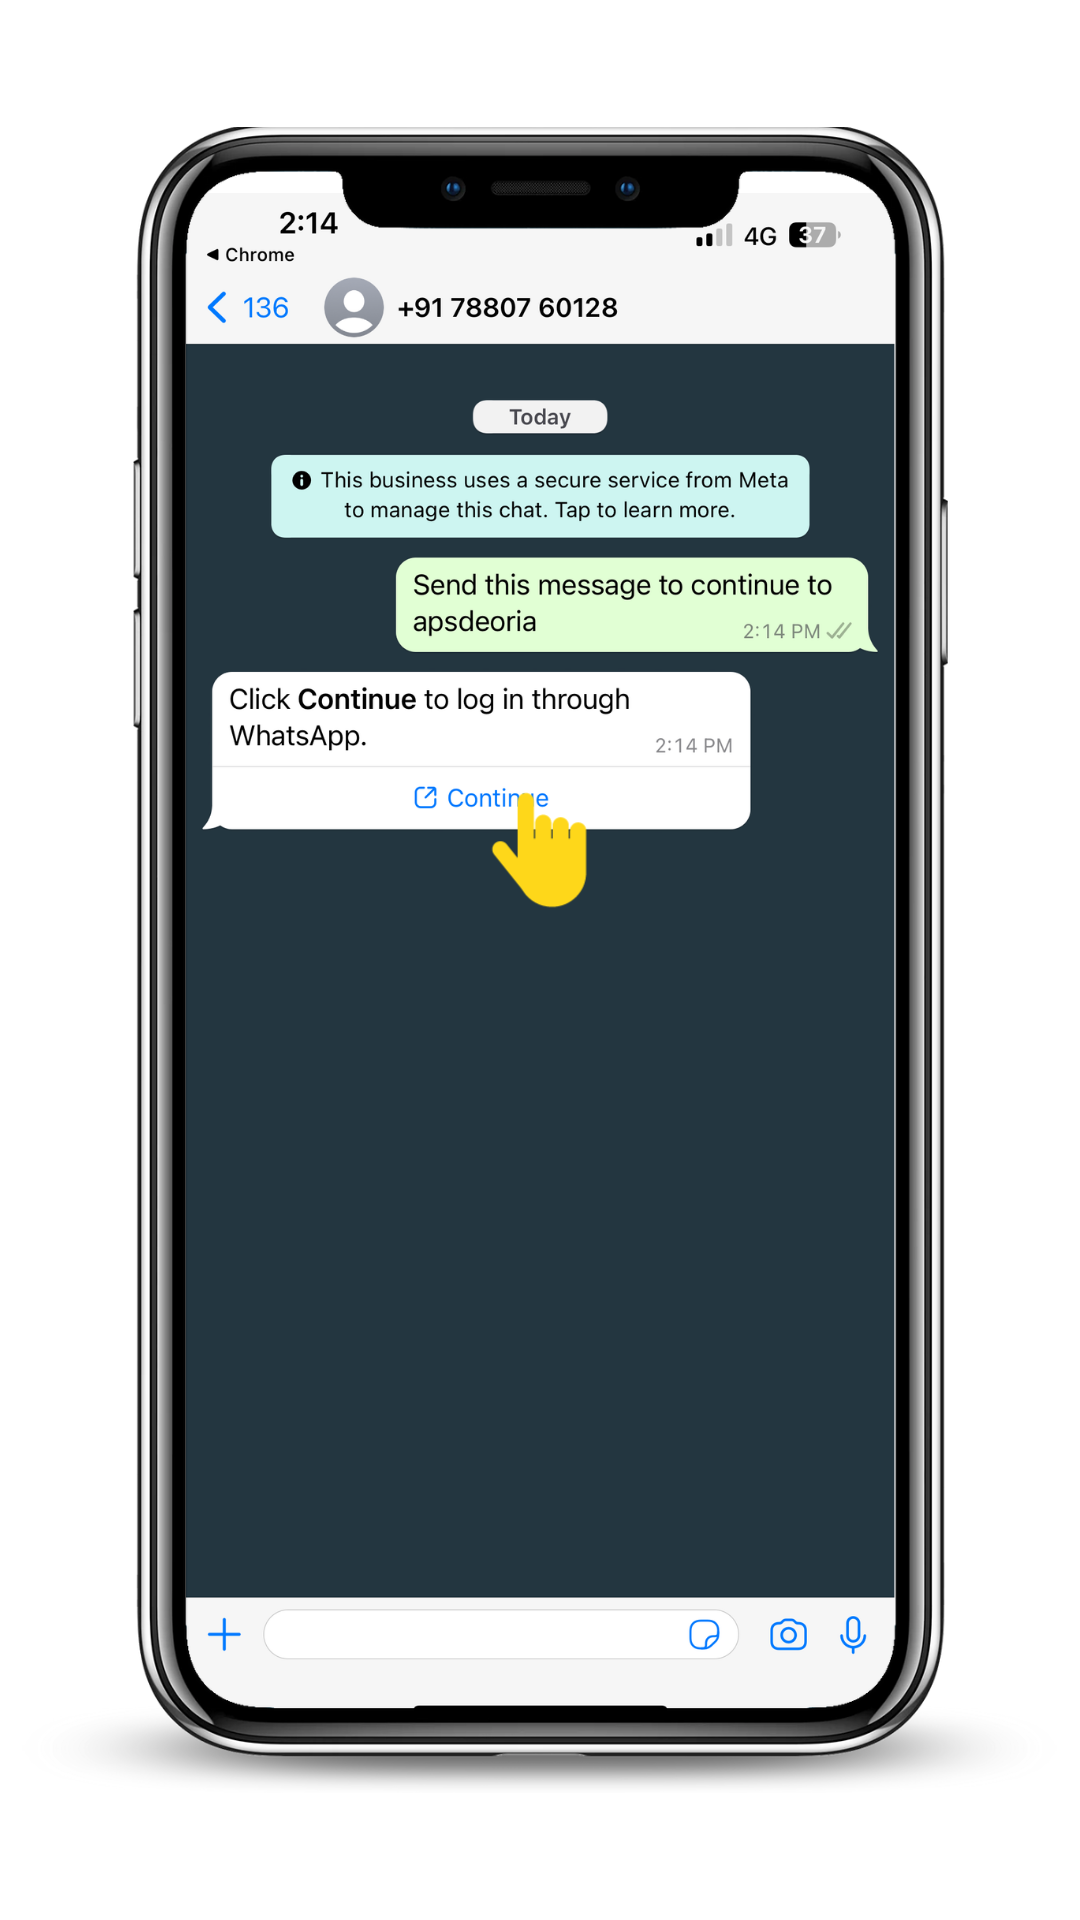 2:14
4G 37
◀ Chrome
136
+91 78807 60128
Today
This business uses a secure service from Meta
to manage this chat. Tap to learn more.
Send this message to continue to
apsdeoria
2:14 PM
Click Continue to log in through
WhatsApp.
2:14 PM
Continue